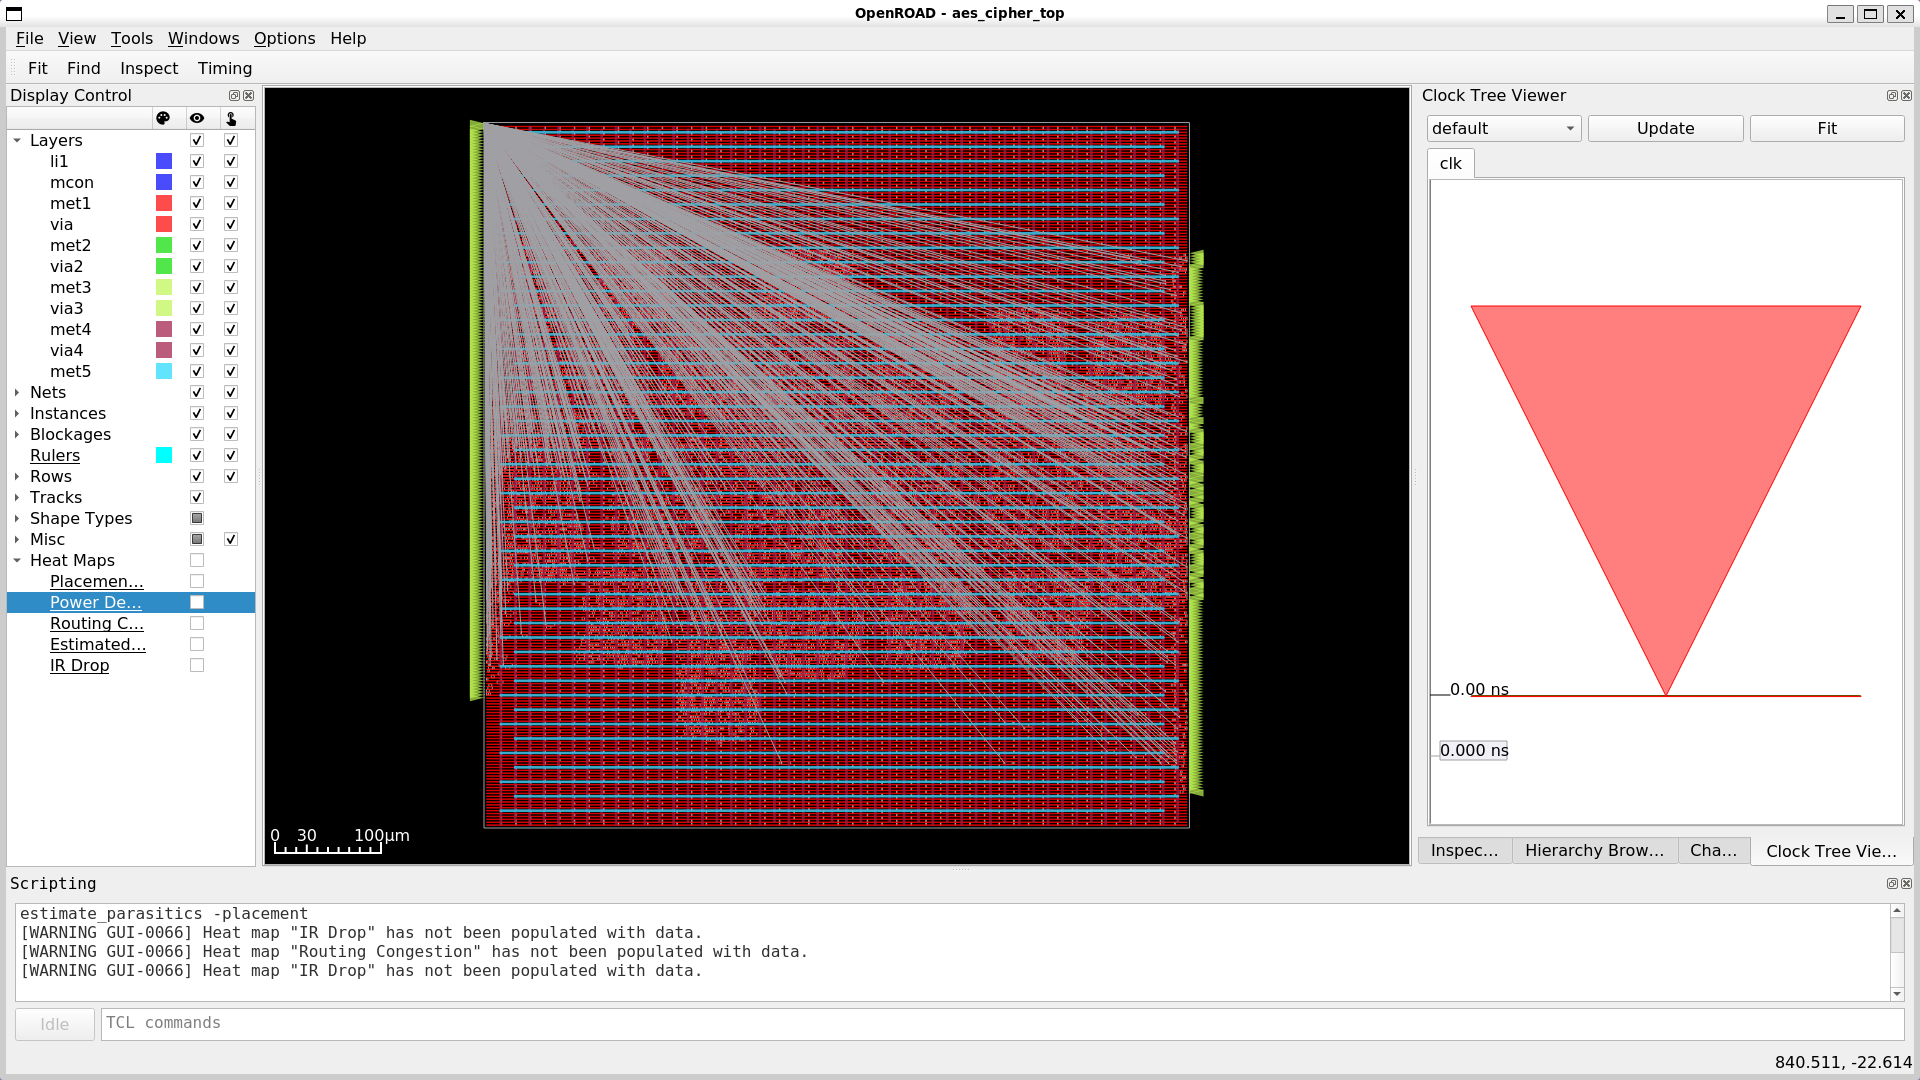 OpenROAD - aes_cipher_top
File View Tools Windows Options Help
Fit Find Inspect Timing
Display Control
Layers
li1
mcon
met1
via
met2
via2
met3
via3
met4
via4
met5
Nets
Instances
Blockages
Rulers
Rows
Tracks
Shape Types
Misc
Heat Maps
Placemen...
Power De...
Routing C...
Estimated...
IR Drop
0 30 100μm
Clock Tree Viewer
default Update Fit
clk
0.00 ns
0.000 ns
Inspec... Hierarchy Brow... Cha... Clock Tree Vie...
Scripting
estimate_parasitics -placement
[WARNING GUI-0066] Heat map "IR Drop" has not been populated with data.
[WARNING GUI-0066] Heat map "Routing Congestion" has not been populated with data.
[WARNING GUI-0066] Heat map "IR Drop" has not been populated with data.
Idle TCL commands
840.511, -22.614